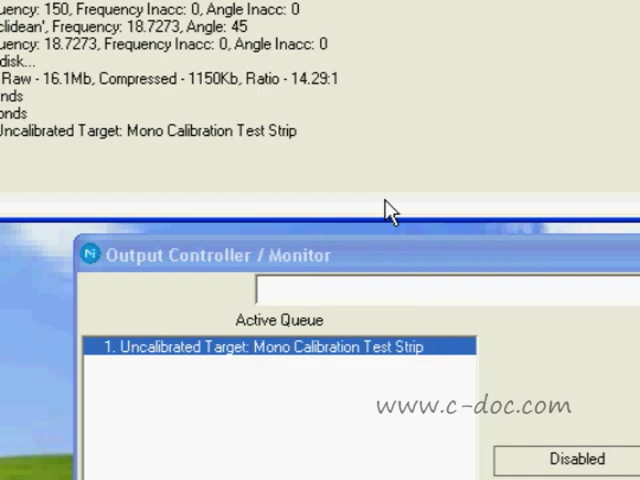 uency: 150, Frequency Inacc: 0, Angle Inacc: 0
clidean', Frequency: 18.7273, Angle: 45
uency: 18.7273, Frequency Inacc: 0, Angle Inacc: 0
disk...
Raw - 16.1Mb, Compressed - 1150Kb, Ratio - 14.29:1
nds
onds
Uncalibrated Target: Mono Calibration Test Strip
Output Controller / Monitor
Active Queue
1. Uncalibrated Target: Mono Calibration Test Strip
www.c-doc.com
Disabled